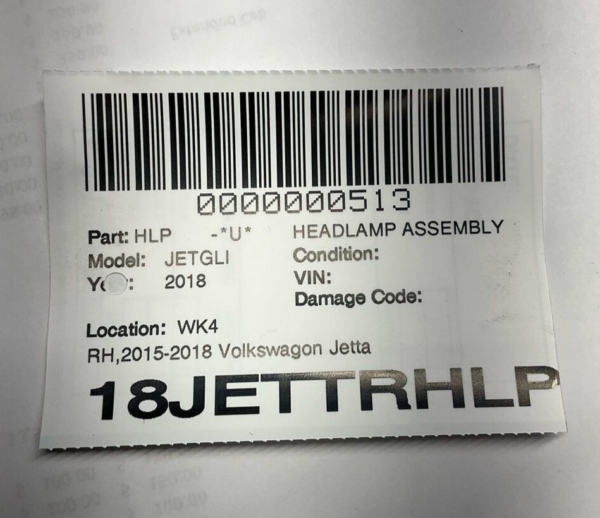 0000000513
Part: HLP -*U* HEADLAMP ASSEMBLY
Model: JETGLI Condition:
2018 VIN:
Damage Code:
Location: WK4
RH,2015-2018 Volkswagon Jetta
18JETTRHLP